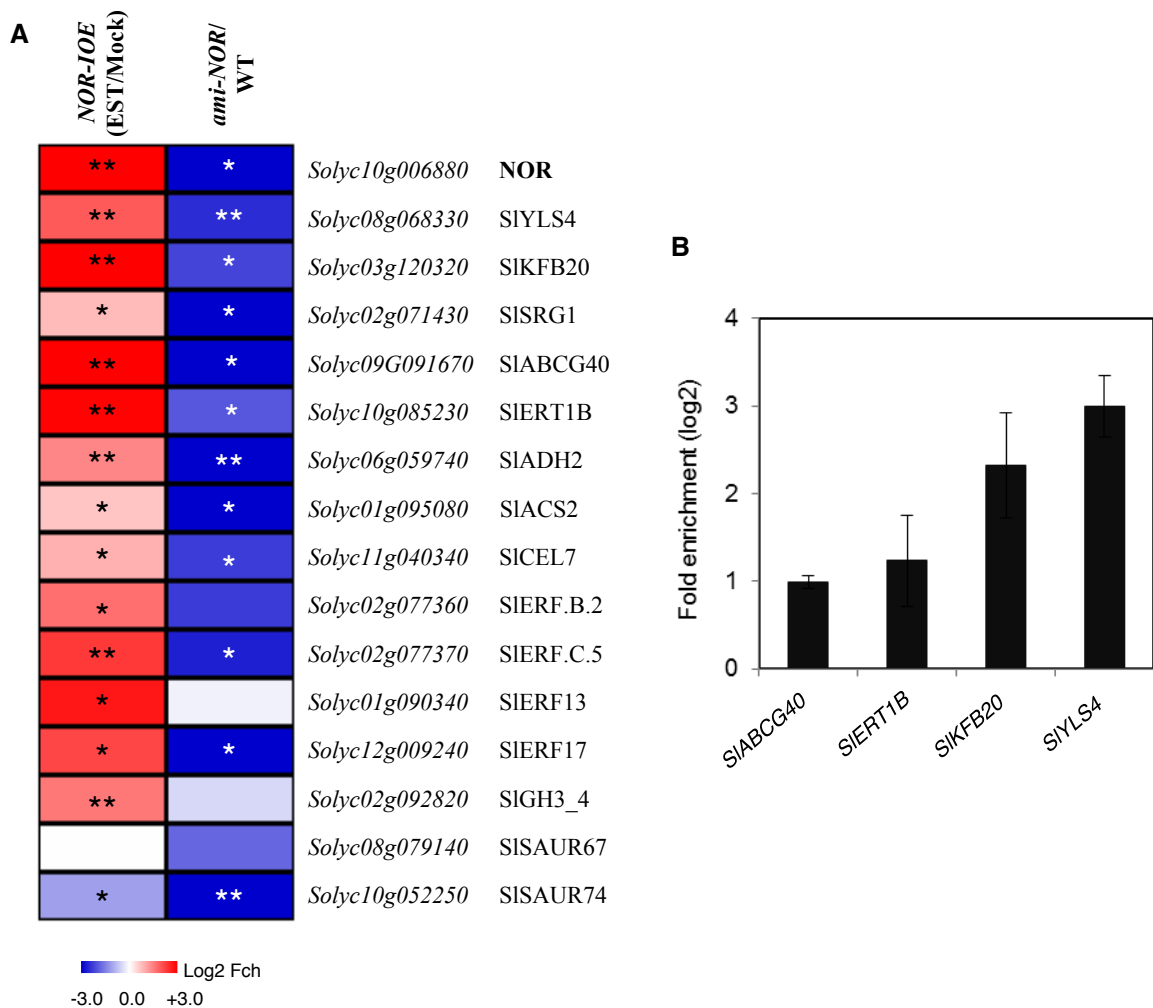 A
NOR-IOE
(EST/Mock)
ami-NOR/
WT
** * Solyc10g006880 NOR
** ** Solyc08g068330 SlYLS4
** * Solyc03g120320 SlKFB20
* * Solyc02g071430 SlSRG1
** * Solyc09G091670 SlABCG40
** * Solyc10g085230 SlERT1B
** ** Solyc06g059740 SlADH2
* * Solyc01g095080 SlACS2
* * Solyc11g040340 SlCEL7
* Solyc02g077360 SlERF.B.2
** * Solyc02g077370 SlERF.C.5
* Solyc01g090340 SlERF13
* * Solyc12g009240 SlERF17
** Solyc02g092820 SlGH3_4
Solyc08g079140 SlSAUR67
* ** Solyc10g052250 SlSAUR74
Log2 Fch
-3.0 0.0 +3.0
B
Fold enrichment (log2)
4
3
2
1
0
SlABCG40
SlERT1B
SlKFB20
SlYLS4